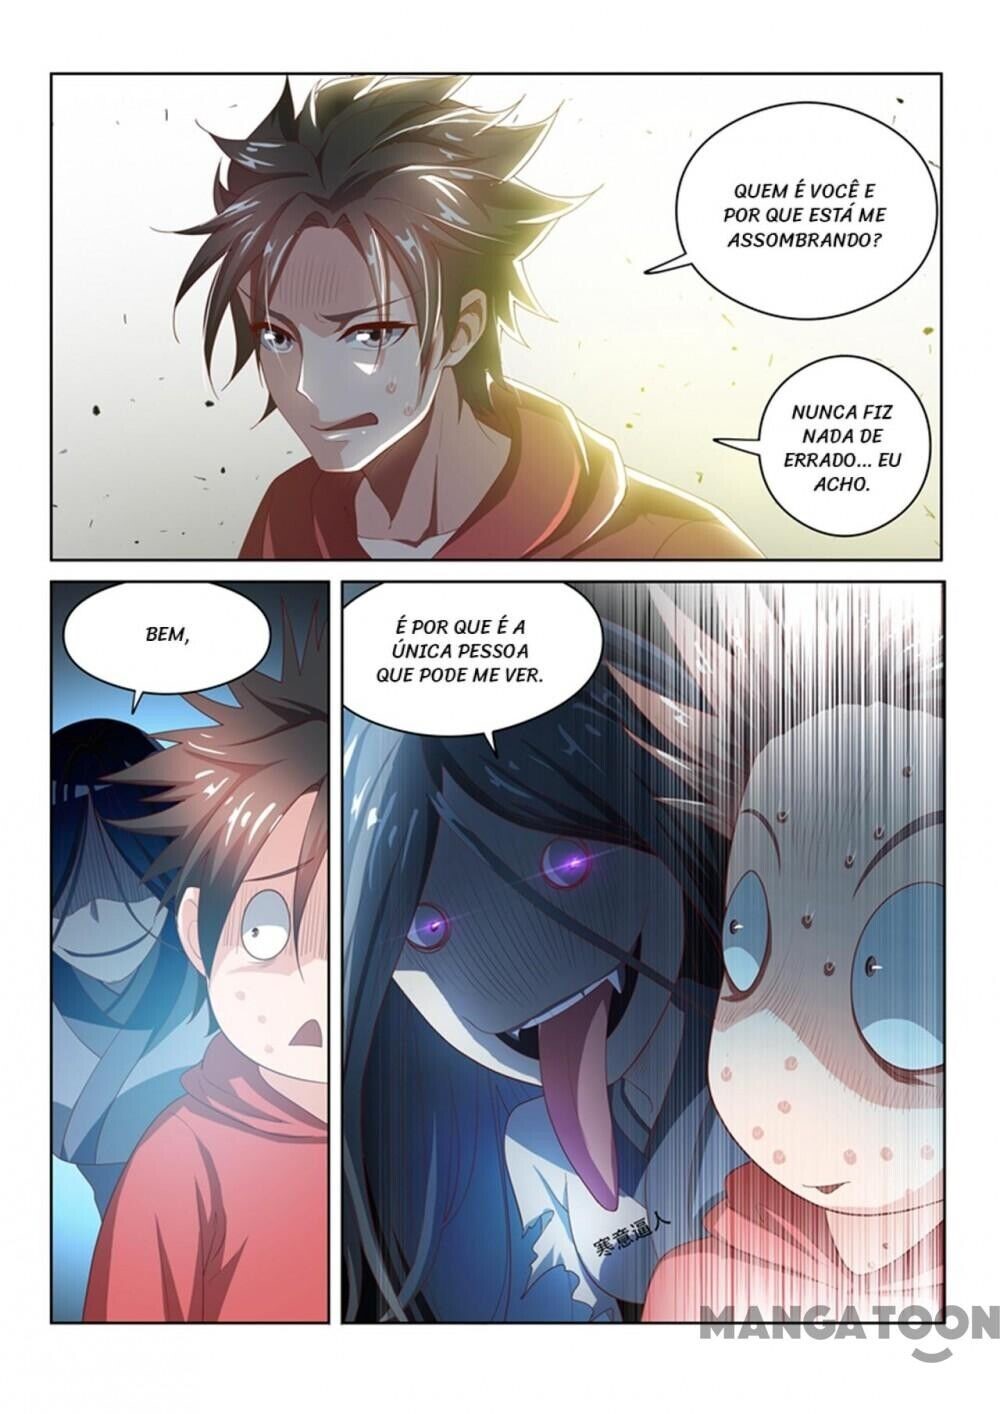 QUEM É VOCÊ E
POR QUE ESTÁ ME
ASSOMBRANDO?
NUNCA FIZ
NADA DE
ERRADO... EU
ACHO.
BEM,
É POR QUE É A
ÚNICA PESSOA
QUE PODE ME VER.
寒意逼人
MANGATOON